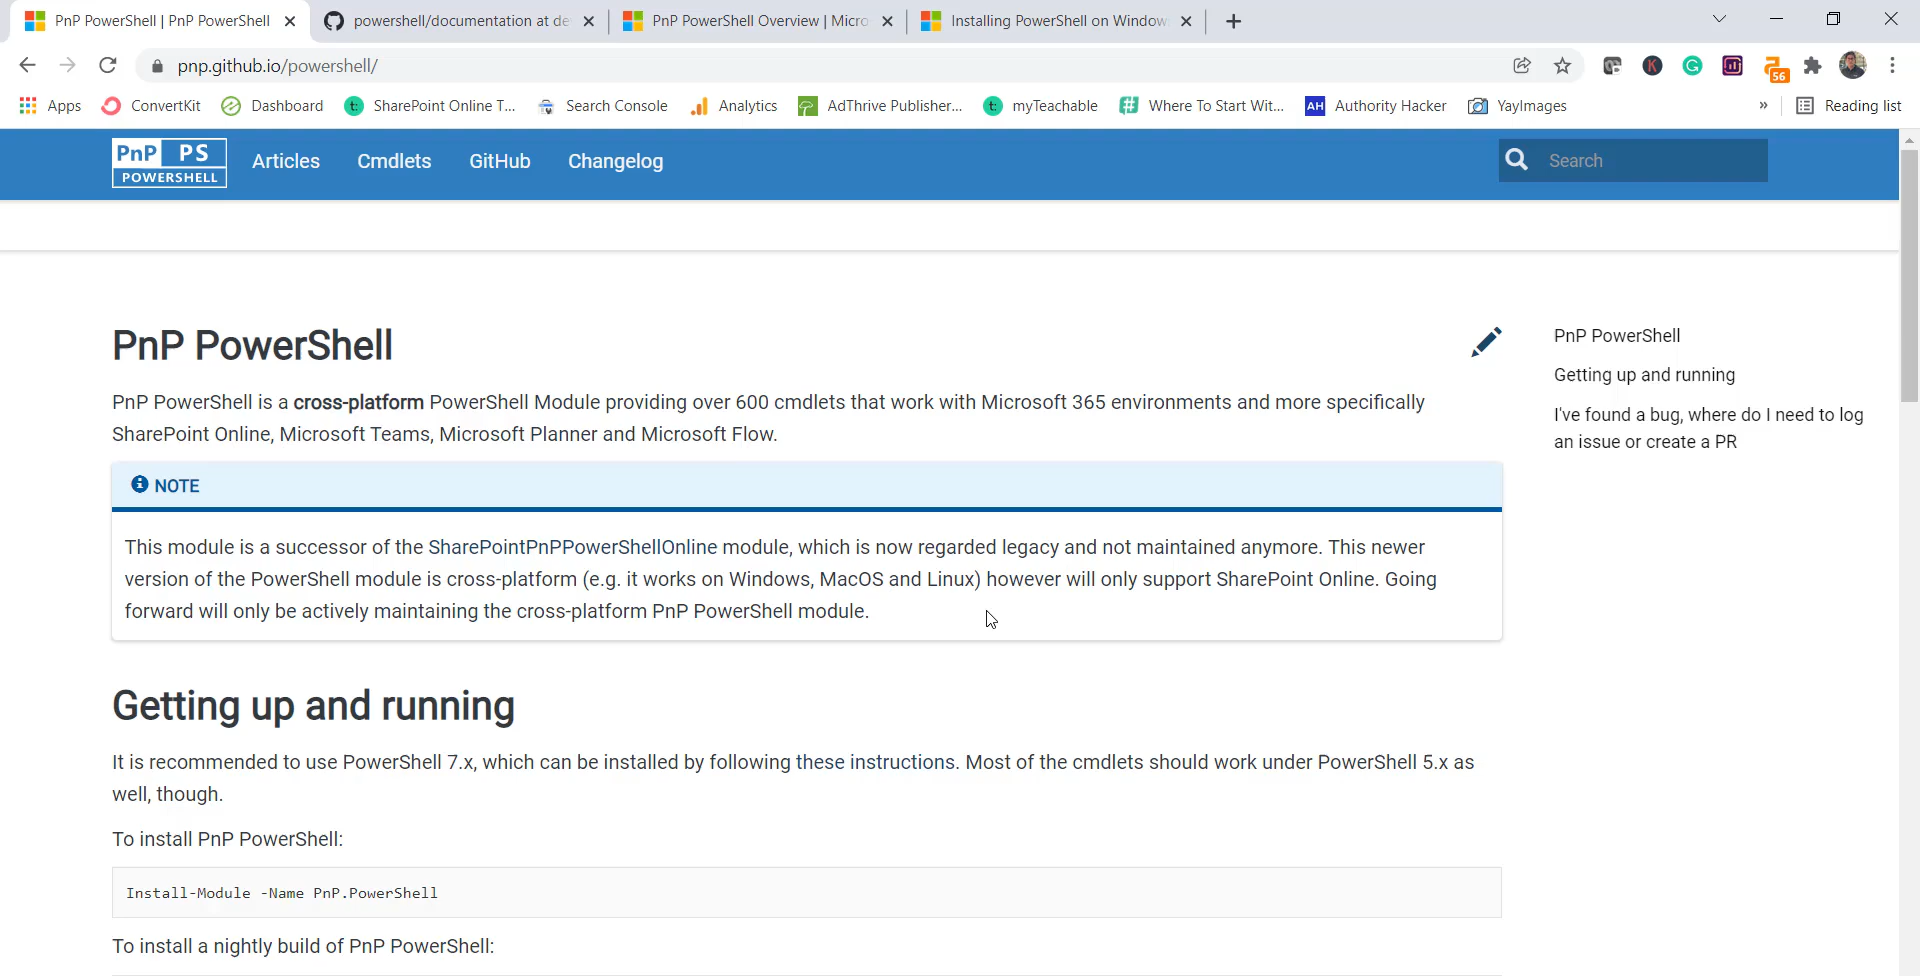 PnP PowerShell | PnP PowerShell
powershell/documentation at de
PnP PowerShell Overview | Micro
Installing PowerShell on Window
pnp.github.io/powershell/
56
Apps
ConvertKit
Dashboard
SharePoint Online T...
Search Console
Analytics
AdThrive Publisher...
myTeachable
Where To Start Wit...
AH Authority Hacker
YayImages
»
Reading list
PnP PS
POWERSHELL
Articles
Cmdlets
GitHub
Changelog
Search
PnP PowerShell
PnP PowerShell is a cross-platform PowerShell Module providing over 600 cmdlets that work with Microsoft 365 environments and more specifically
SharePoint Online, Microsoft Teams, Microsoft Planner and Microsoft Flow.
NOTE
This module is a successor of the SharePointPnPPowerShellOnline module, which is now regarded legacy and not maintained anymore. This newer
version of the PowerShell module is cross-platform (e.g. it works on Windows, MacOS and Linux) however will only support SharePoint Online. Going
forward will only be actively maintaining the cross-platform PnP PowerShell module.
Getting up and running
It is recommended to use PowerShell 7.x, which can be installed by following these instructions. Most of the cmdlets should work under PowerShell 5.x as
well, though.
To install PnP PowerShell:
Install-Module -Name PnP.PowerShell
To install a nightly build of PnP PowerShell:
PnP PowerShell
Getting up and running
I've found a bug, where do I need to log
an issue or create a PR